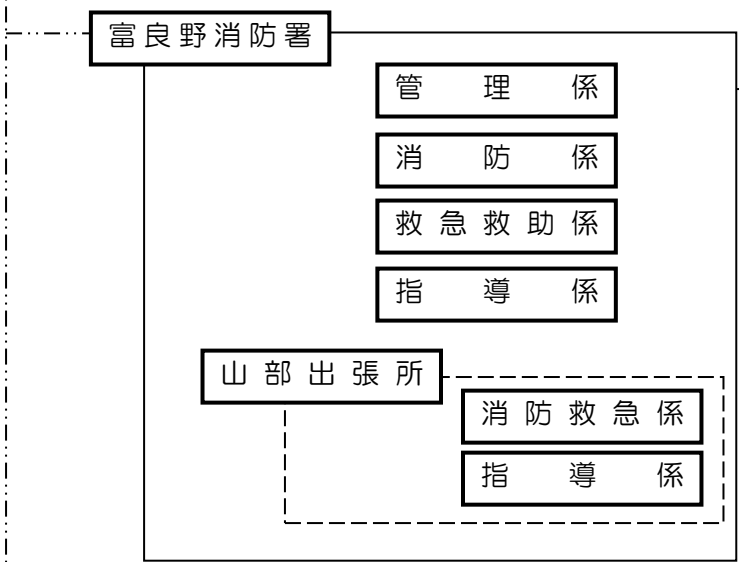 富良野消防署
管理係
消防係
救急救助係
指導係
山部出張所
消防救急係
指導係